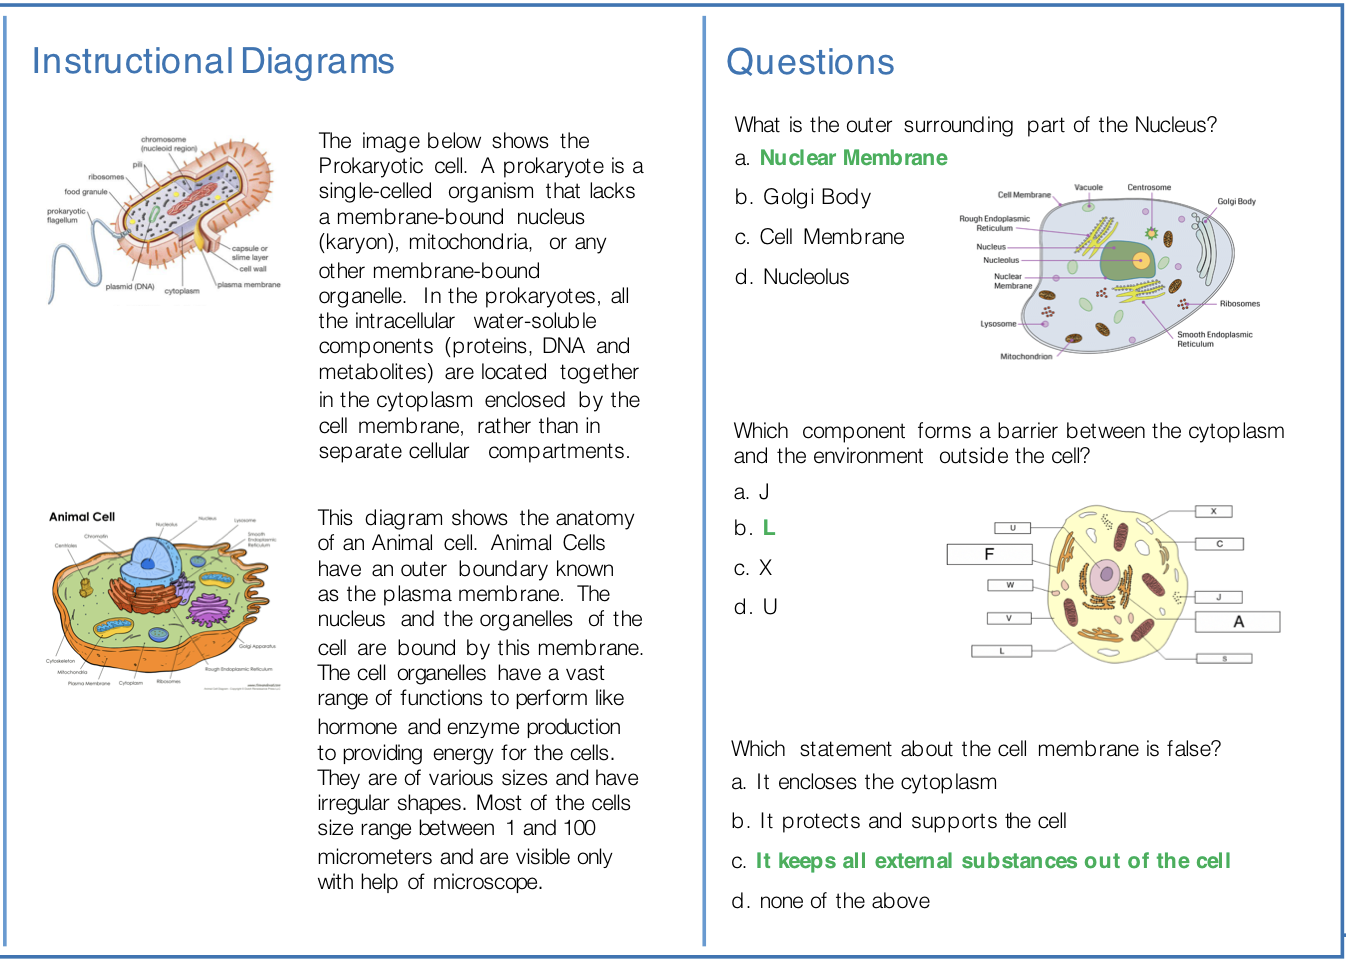 Instructional Diagrams
chromosome
(nucleoid region)
pili
ribosomes
food granule
prokaryotic
flagellum
capsule or
slime layer
cell wall
plasma membrane
plasmid (DNA)
cytoplasm
The image below shows the
Prokaryotic cell. A prokaryote is a
single-celled organism that lacks
a membrane-bound nucleus
(karyon), mitochondria, or any
other membrane-bound
organelle. In the prokaryotes, all
the intracellular water-soluble
components (proteins, DNA and
metabolites) are located together
in the cytoplasm enclosed by the
cell membrane, rather than in
separate cellular compartments.
Animal Cell
Nucleolus
Nucleus
Lysosome
Chromatin
Smooth
Endoplasmic
Reticulum
Centrioles
Golgi Apparatus
Cytoskeleton
Rough Endoplasmic Reticulum
Mitochondria
Plasma Membrane
Cytoplasm
Ribosomes
This diagram shows the anatomy
of an Animal cell. Animal Cells
have an outer boundary known
as the plasma membrane. The
nucleus and the organelles of the
cell are bound by this membrane.
The cell organelles have a vast
range of functions to perform like
hormone and enzyme production
to providing energy for the cells.
They are of various sizes and have
irregular shapes. Most of the cells
size range between 1 and 100
micrometers and are visible only
with help of microscope.
Questions
What is the outer surrounding part of the Nucleus?
a. Nuclear Membrane
b. Golgi Body
c. Cell Membrane
d. Nucleolus
Cell Membrane
Vacuole
Centrosome
Golgi Body
Rough Endoplasmic
Reticulum
Nucleus
Nucleolus
Nuclear
Membrane
Ribosomes
Lysosome
Smooth Endoplasmic
Reticulum
Mitochondrion
Which component forms a barrier between the cytoplasm
and the environment outside the cell?
a. J
b. L
c. X
d. U
X
U
C
F
W
J
V
A
L
S
Which statement about the cell membrane is false?
a. It encloses the cytoplasm
b. It protects and supports the cell
c. It keeps all external substances out of the cell
d. none of the above